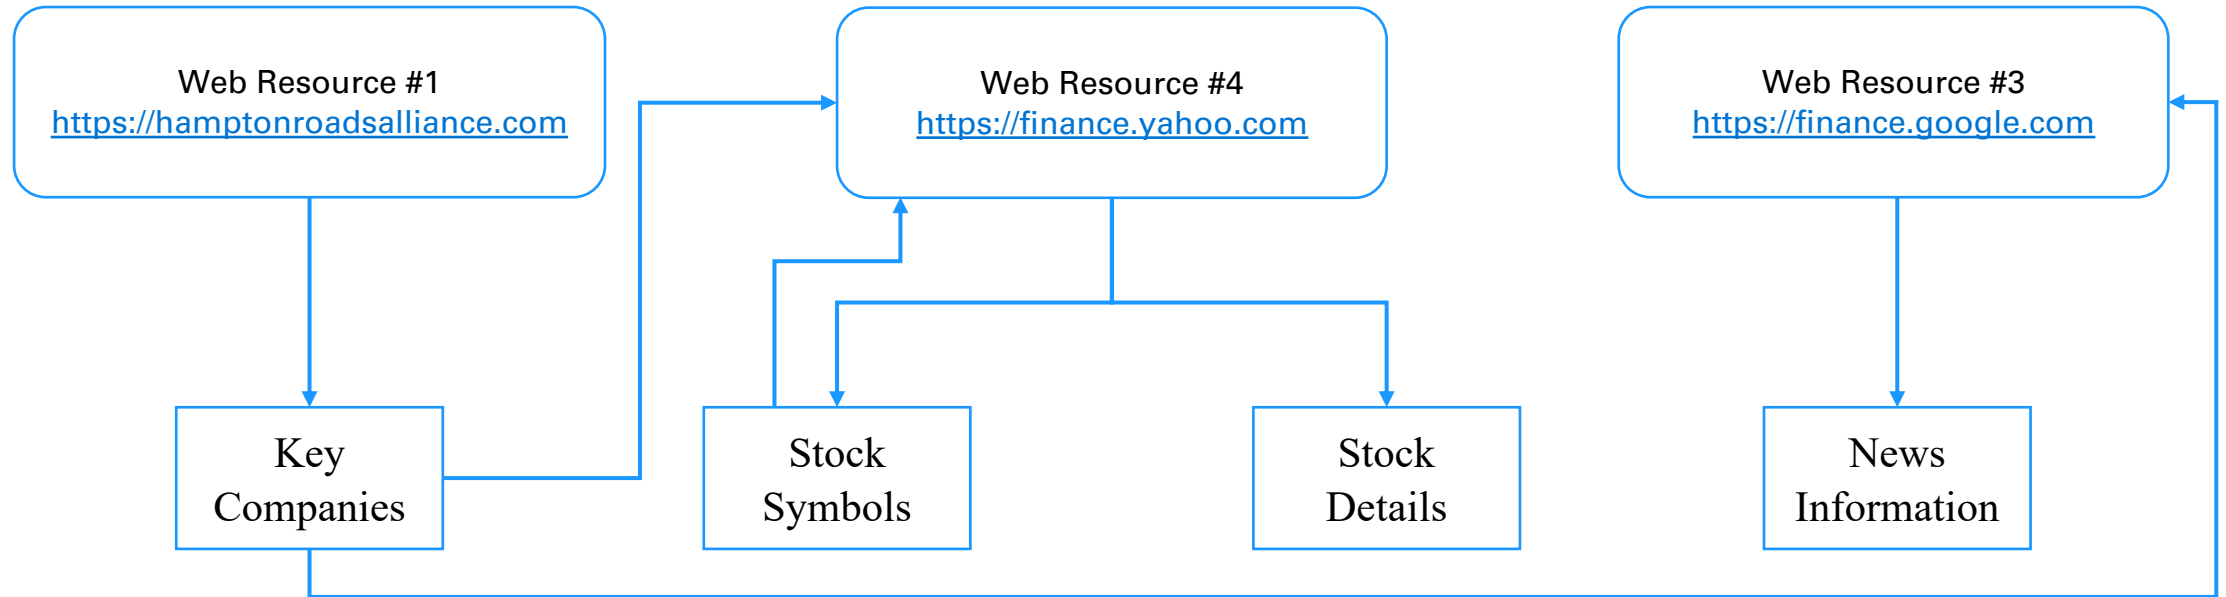 Web Resource #1
https://hamptonroadsalliance.com
Web Resource #4
https://finance.yahoo.com
Web Resource #3
https://finance.google.com
Key
Companies
Stock
Symbols
Stock
Details
News
Information